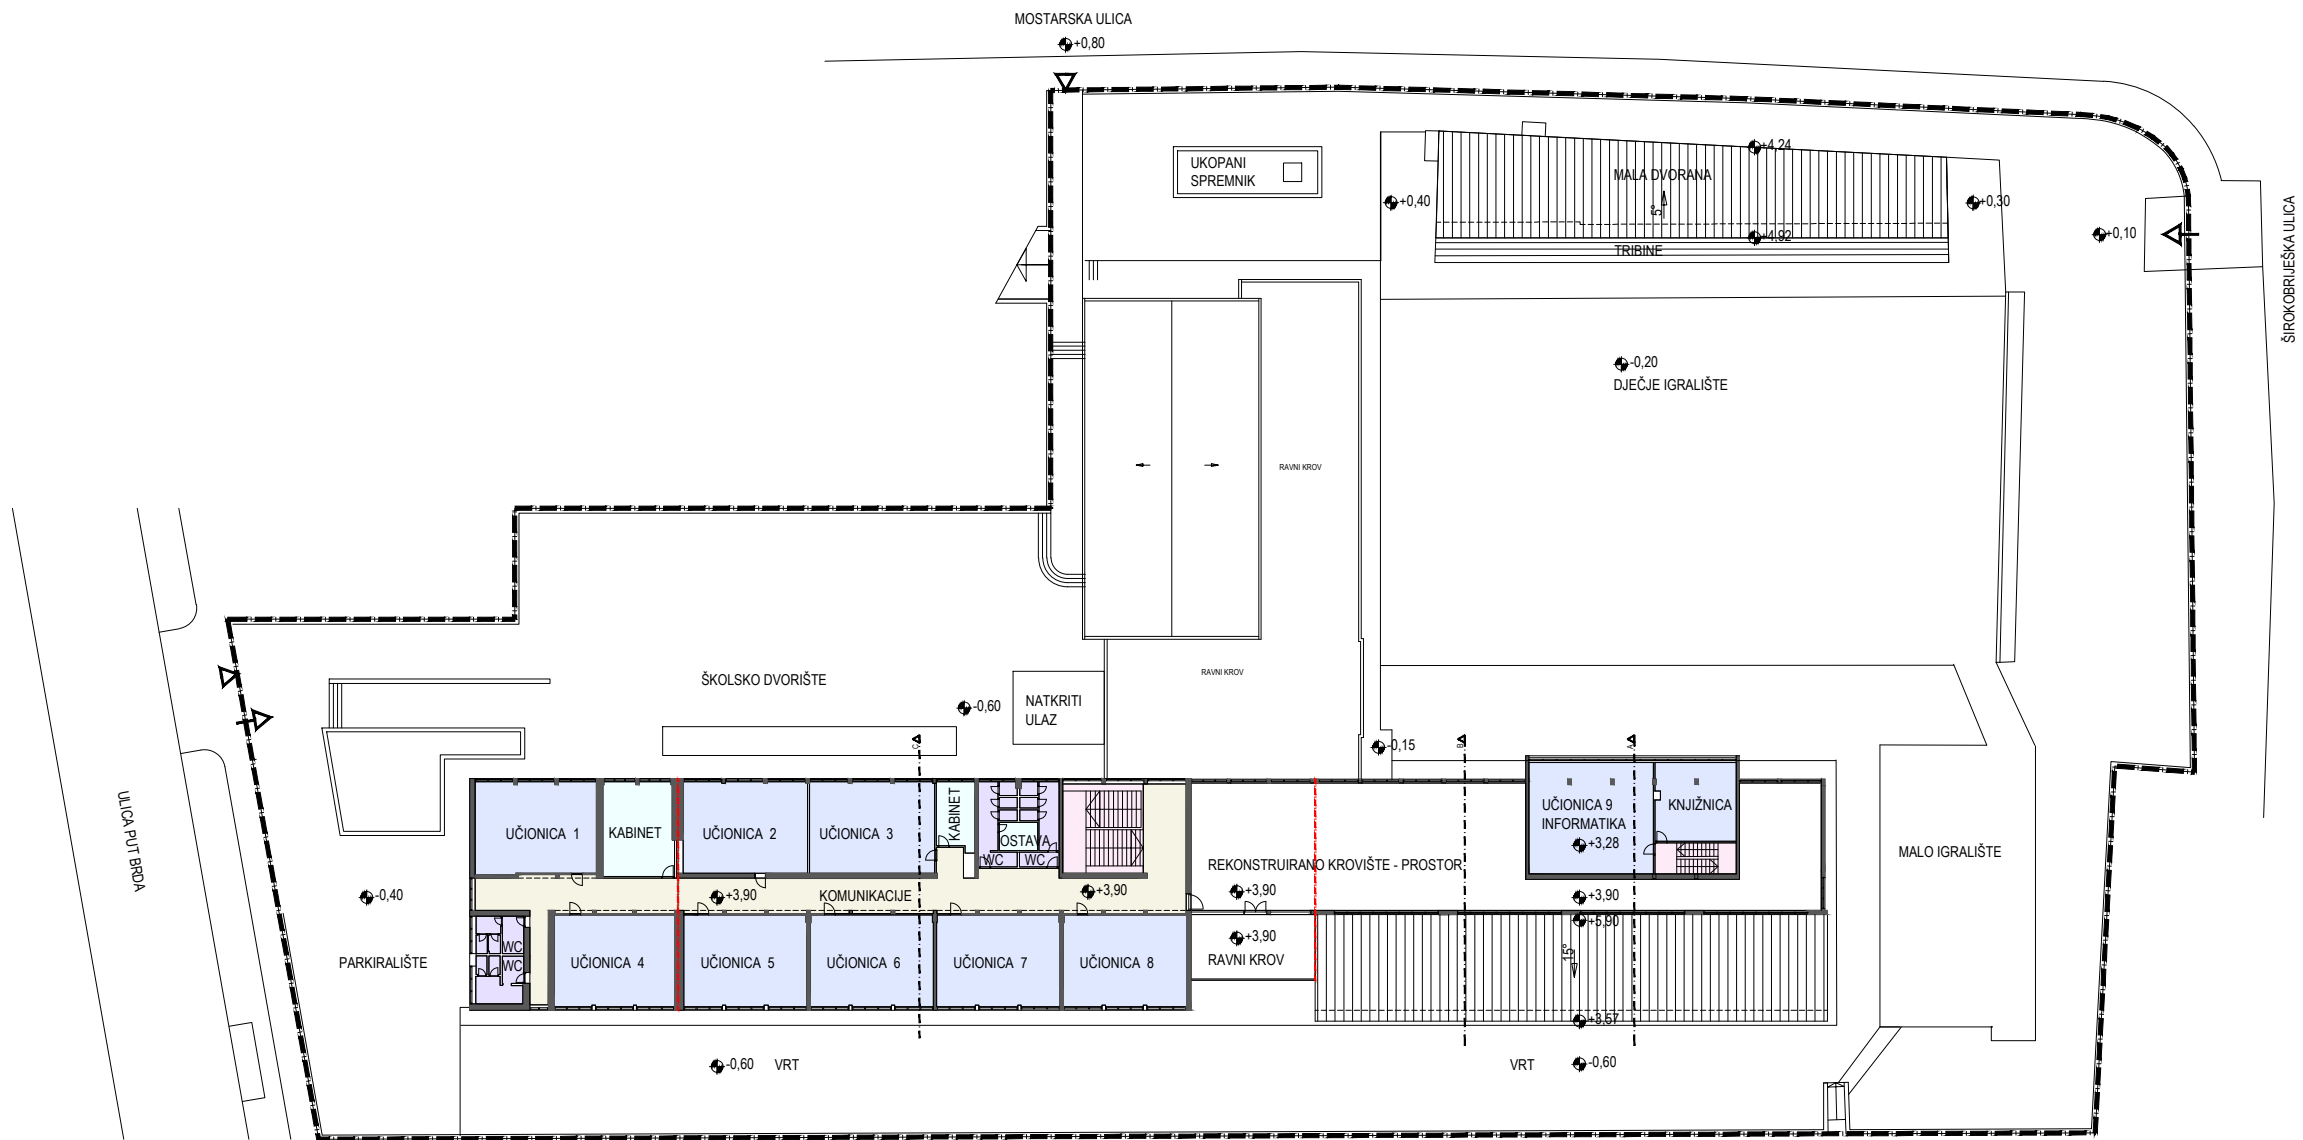 MOSTARSKA ULICA
+0,80
UKOPANI
SPREMNIK
+4,24
MALA DVORANA
+0,40
5°
+0,30
+0,10
ŠIROKOBRIJEŠKA ULICA
+4,92
TRIBINE
-0,20
DJEČJE IGRALIŠTE
RAVNI KROV
RAVNI KROV
ŠKOLSKO DVORIŠTE
-0,60
NATKRITI
ULAZ
-0,15
C
B
A
ULICA PUT BRDA
UČIONICA 1
KABINET
UČIONICA 2
UČIONICA 3
KABINET
OSTAVA
WC
WC
UČIONICA 9
INFORMATIKA
+3,28
KNJIŽNICA
REKONSTRUIRANO KROVIŠTE - PROSTOR
MALO IGRALIŠTE
-0,40
+3,90
KOMUNIKACIJE
+3,90
+3,90
+3,90
+5,90
PARKIRALIŠTE
WC
WC
UČIONICA 4
UČIONICA 5
UČIONICA 6
UČIONICA 7
UČIONICA 8
+3,90
RAVNI KROV
15°
+3,57
-0,60
VRT
VRT
-0,60